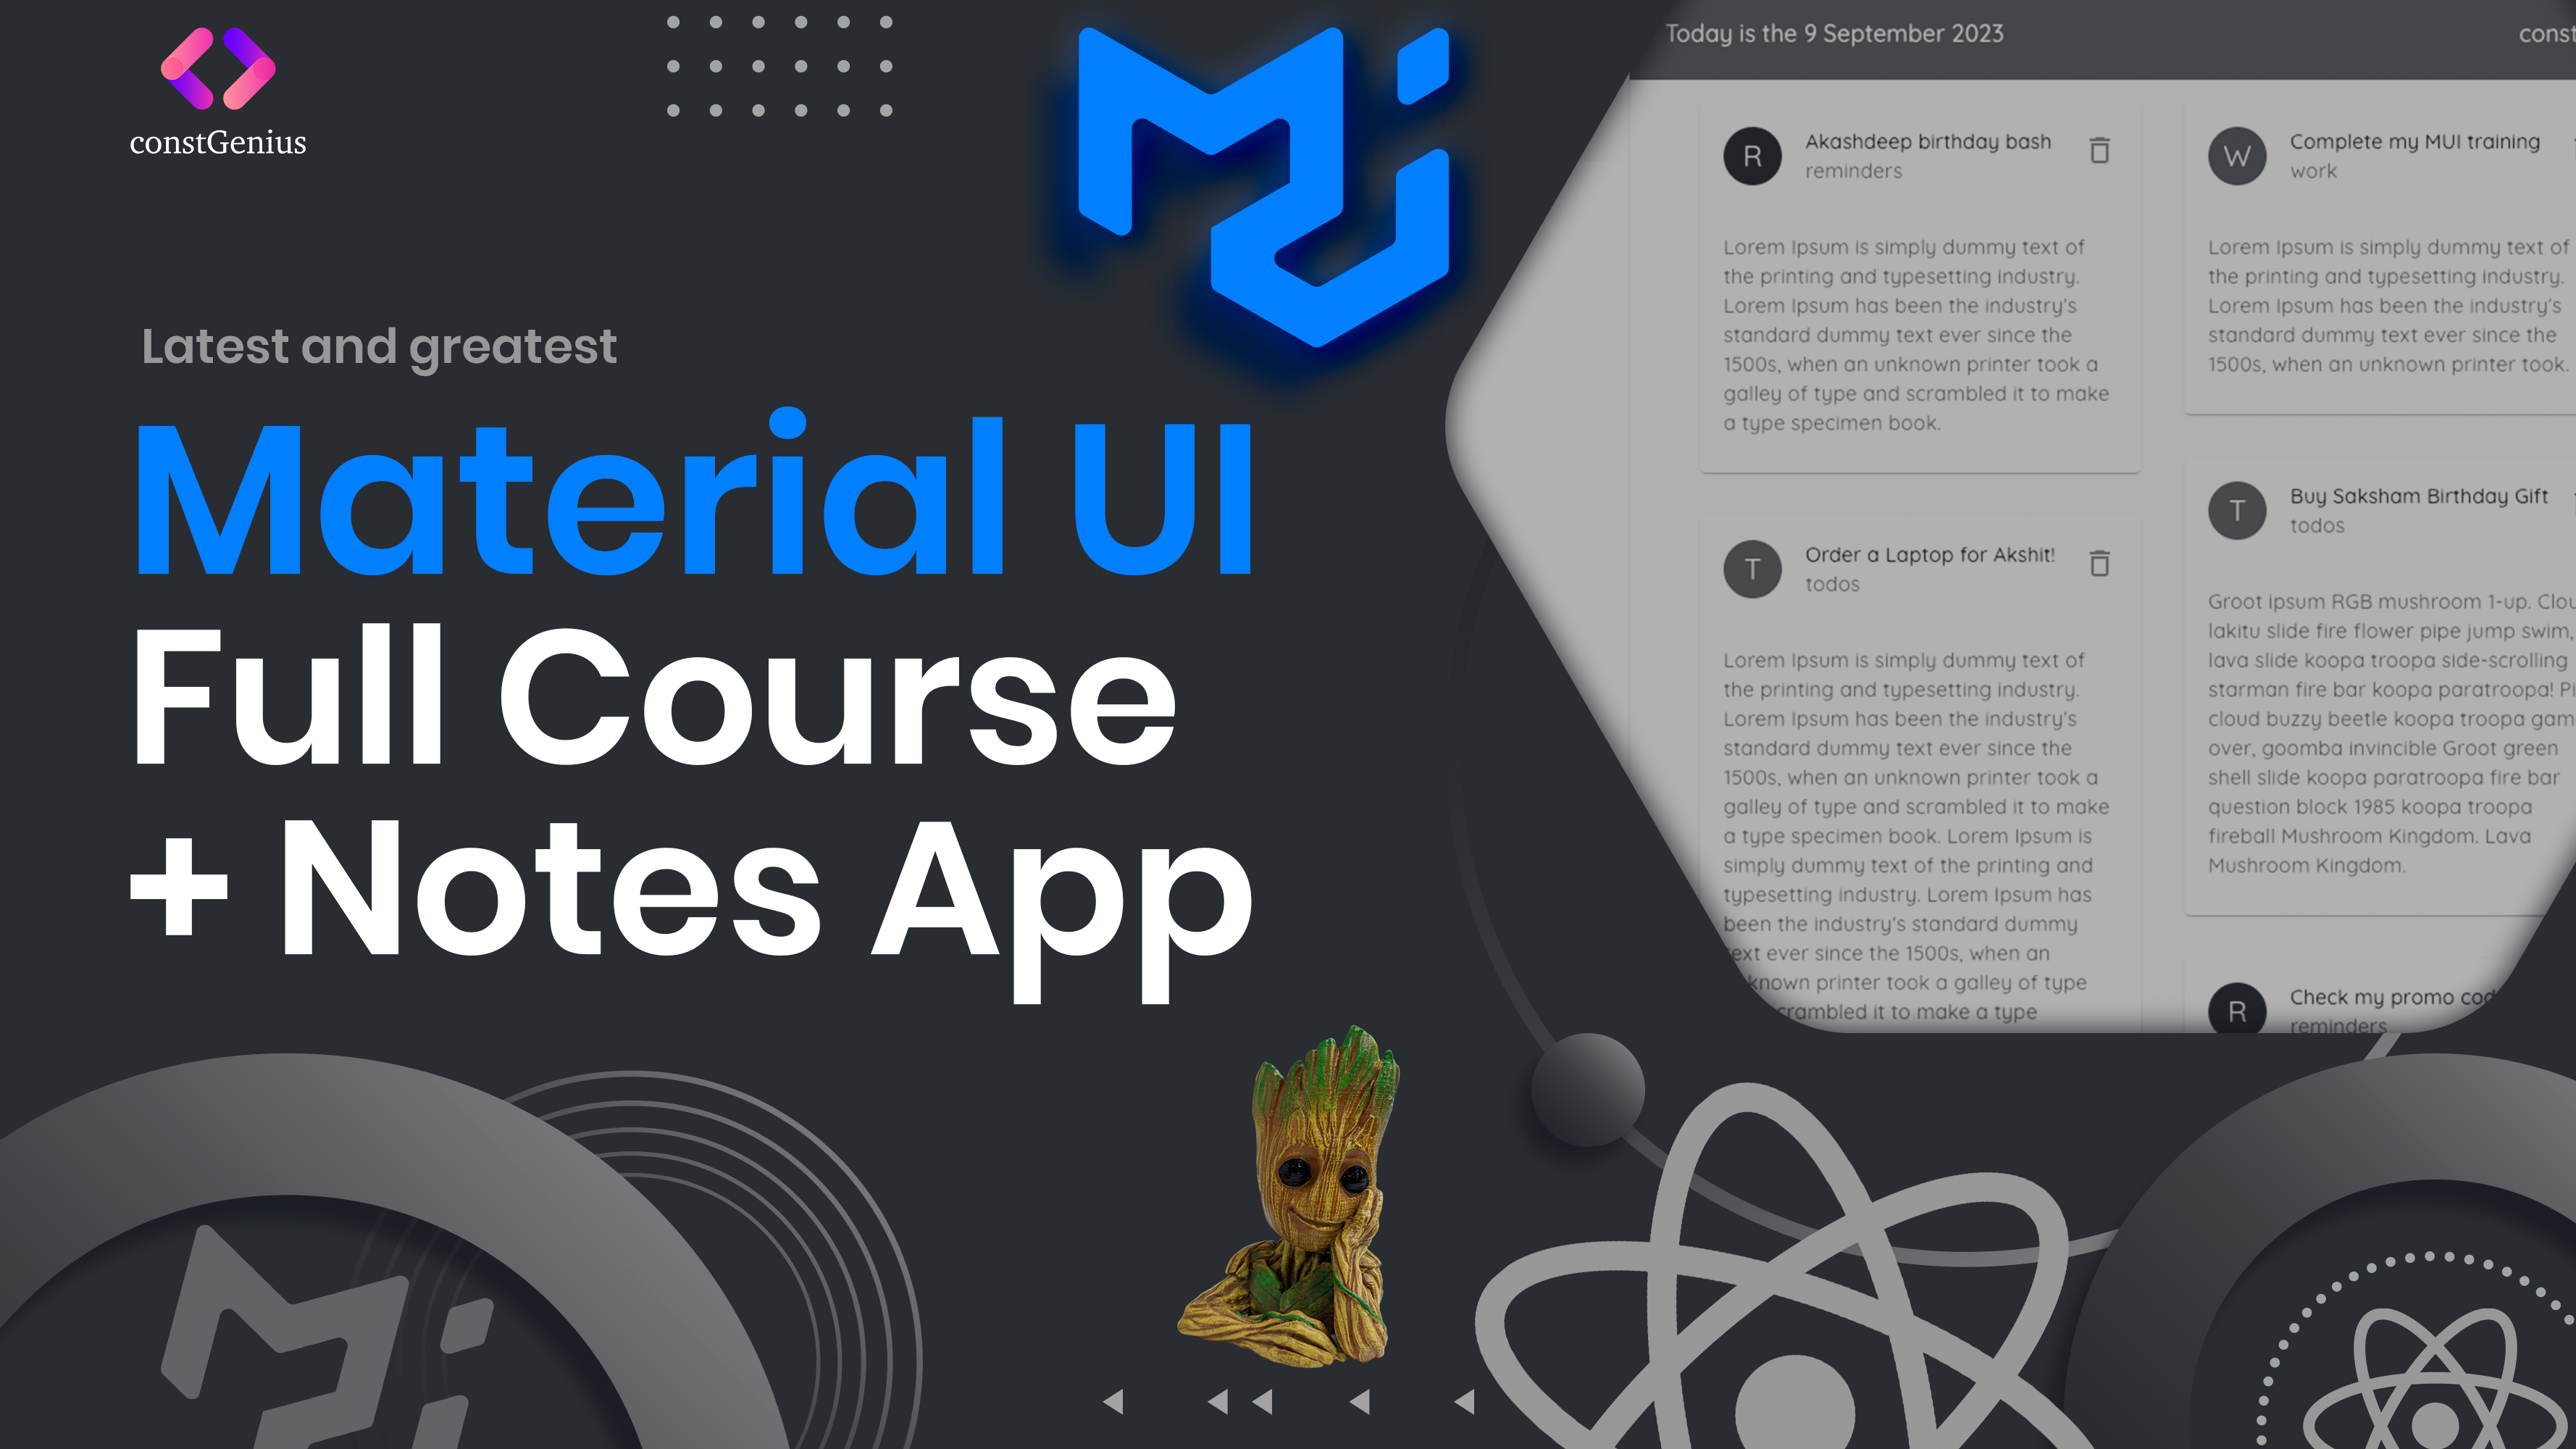 constGenius
Latest and greatest
Material UI
Full Course
+ Notes App
Today is the 9 September 2023
const
R
Akashdeep birthday bash
reminders
Lorem Ipsum is simply dummy text of
the printing and typesetting industry.
Lorem Ipsum has been the industry's
standard dummy text ever since the
1500s, when an unknown printer took a
galley of type and scrambled it to make
a type specimen book.
T
Order a Laptop for Akshit!
todos
Lorem Ipsum is simply dummy text of
the printing and typesetting industry.
Lorem Ipsum has been the industry's
standard dummy text ever since the
1500s, when an unknown printer took a
galley of type and scrambled it to make
a type specimen book. Lorem Ipsum is
simply dummy text of the printing and
typesetting industry. Lorem Ipsum has
been the industry's standard dummy
text ever since the 1500s, when an
known printer took a galley of type
scrambled it to make a type
W
Complete my MUI training
work
Lorem Ipsum is simply dummy text of
the printing and typesetting industry.
Lorem Ipsum has been the industry's
standard dummy text ever since the
1500s, when an unknown printer took.
T
Buy Saksham Birthday Gift
todos
Groot ipsum RGB mushroom 1-up. Clou
lakitu slide fire flower pipe jump swim,
lava slide koopa troopa side-scrolling
starman fire bar koopa paratroopa! Pi
cloud buzzy beetle koopa troopa gam
over, goomba invincible Groot green
shell slide koopa paratroopa fire bar
question block 1985 koopa troopa
fireball Mushroom Kingdom. Lava
Mushroom Kingdom.
R
Check my promo cod
reminders